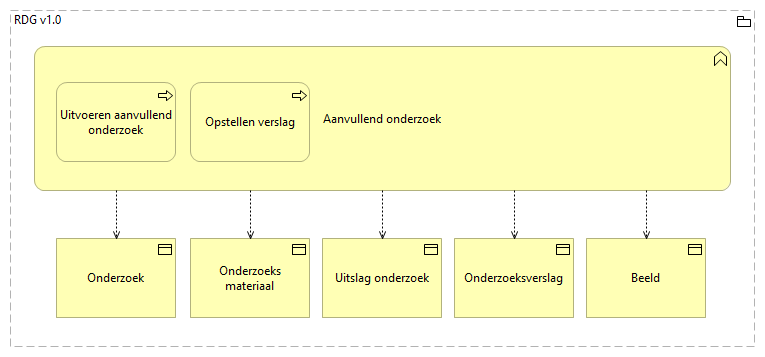 RDG v1.0
Uitvoeren aanvullend
onderzoek
Opstellen verslag
Aanvullend onderzoek
Onderzoek
Onderzoeks
materiaal
Uitslag onderzoek
Onderzoeksverslag
Beeld